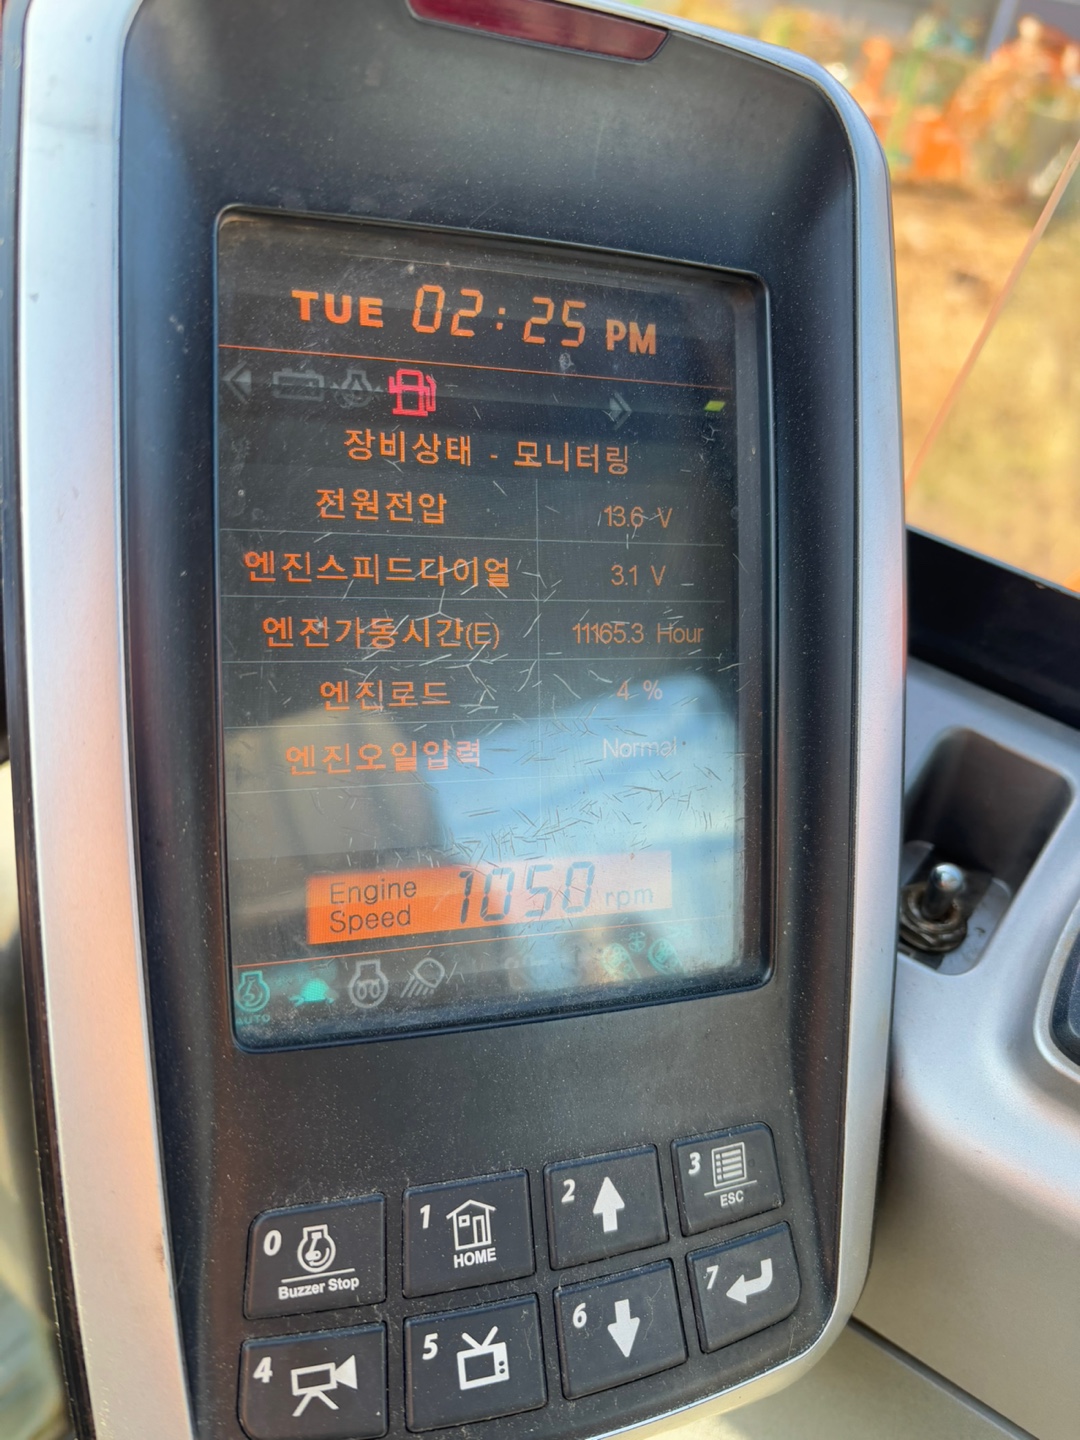 TUE 02:25 PM
장비상태 - 모니터링
전원전압 13.6 V
엔진스피드다이얼 3.1 V
엔진가동시간(E) 11165.3 Hour
엔진로드 4 %
엔진오일압력 Normal
Engine Speed 1050 rpm
AUTO
0 Buzzer Stop
1 HOME
2
3 ESC
4
5
6
7